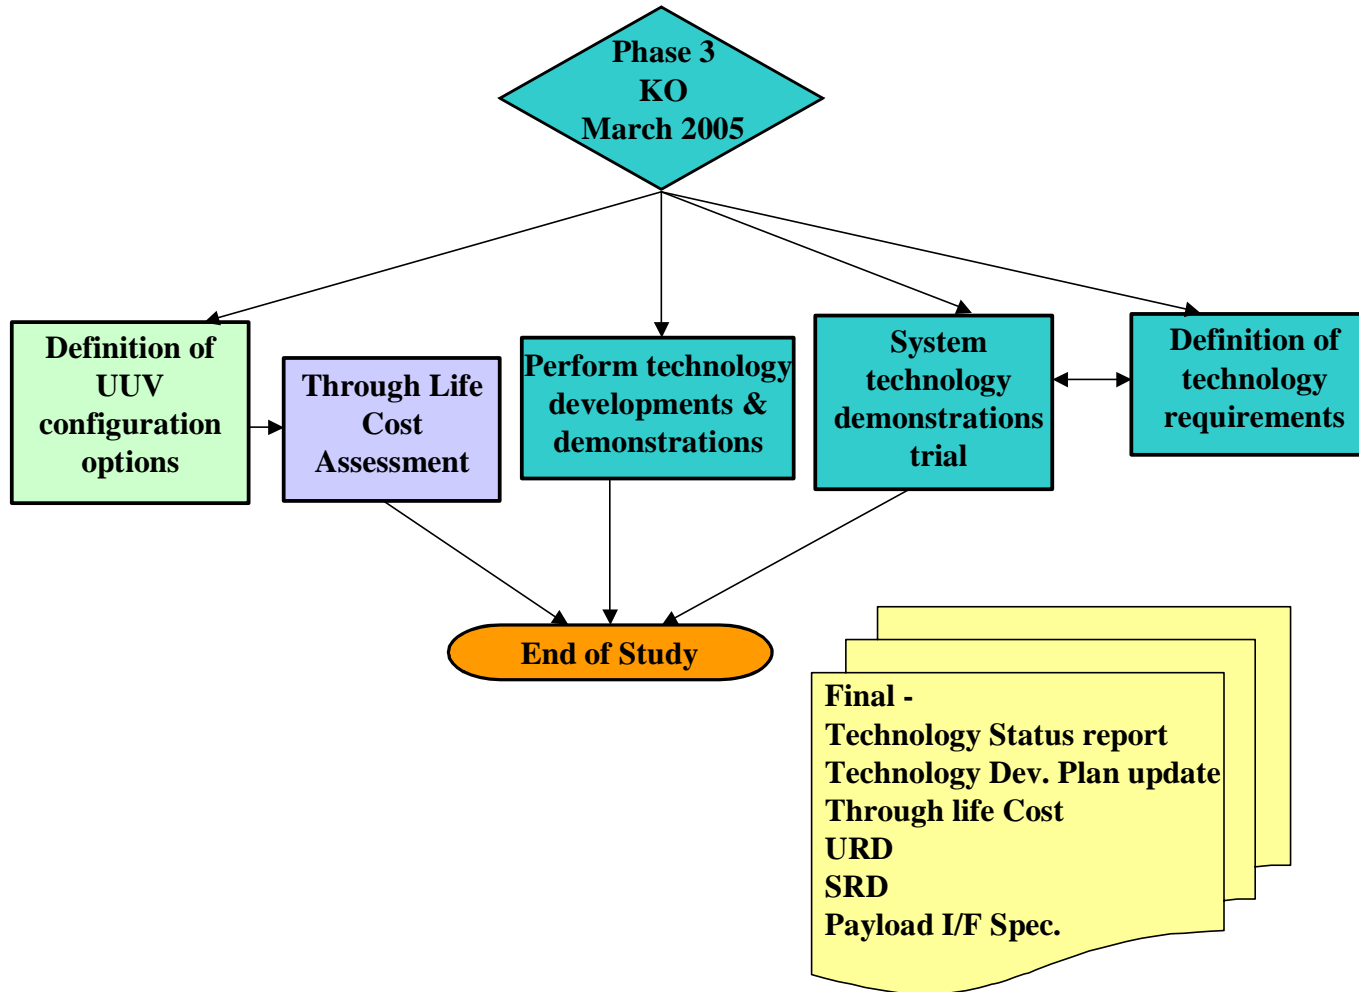 Phase 3
KO
March 2005
Definition of
UUV
configuration
options
Through Life
Cost
Assessment
Perform technology
developments &
demonstrations
System
technology
demonstrations
trial
Definition of
technology
requirements
End of Study
Final -
Technology Status report
Technology Dev. Plan update
Through life Cost
URD
SRD
Payload I/F Spec.